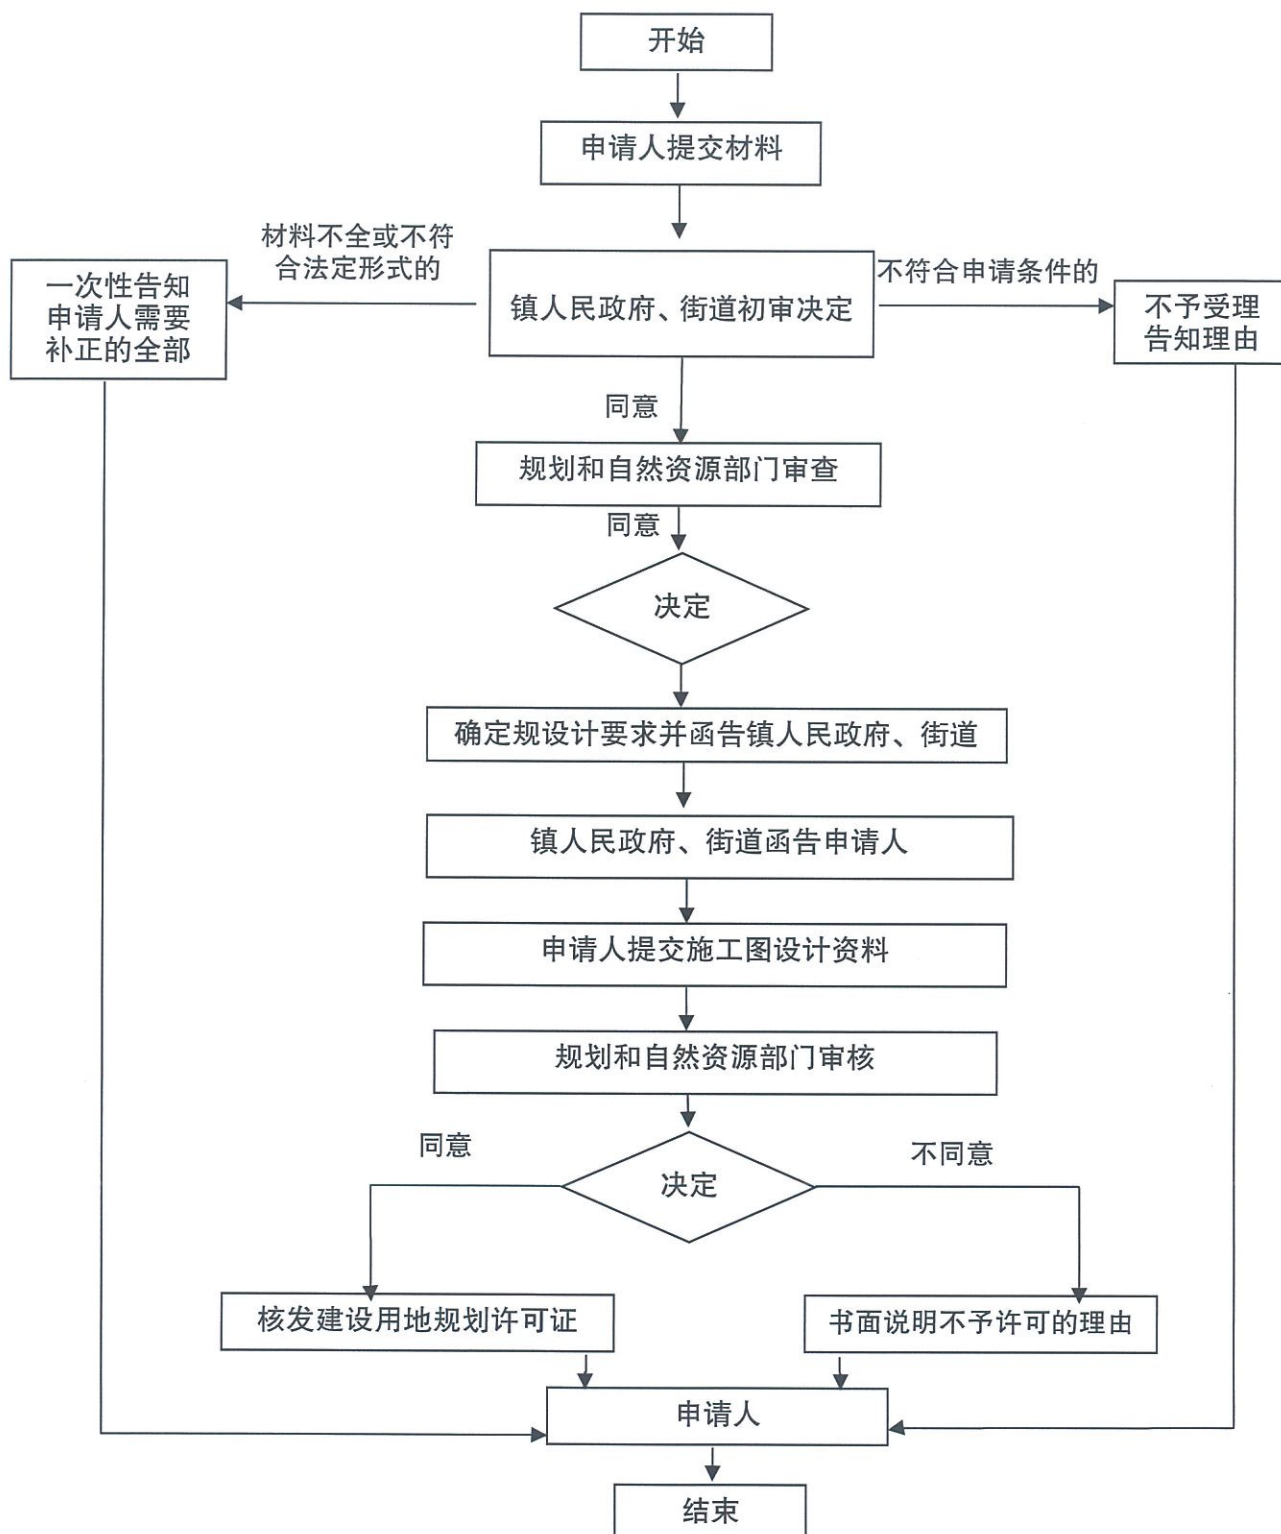 开始
申请人提交材料
材料不全或不符
合法定形式的
不符合申请条件的
一次性告知
申请人需要
补正的全部
镇人民政府、街道初审决定
不予受理
告知理由
同意
规划和自然资源部门审查
同意
决定
确定规设计要求并函告镇人民政府、街道
镇人民政府、街道函告申请人
申请人提交施工图设计资料
规划和自然资源部门审核
同意
不同意
决定
核发建设用地规划许可证
书面说明不予许可的理由
申请人
结束